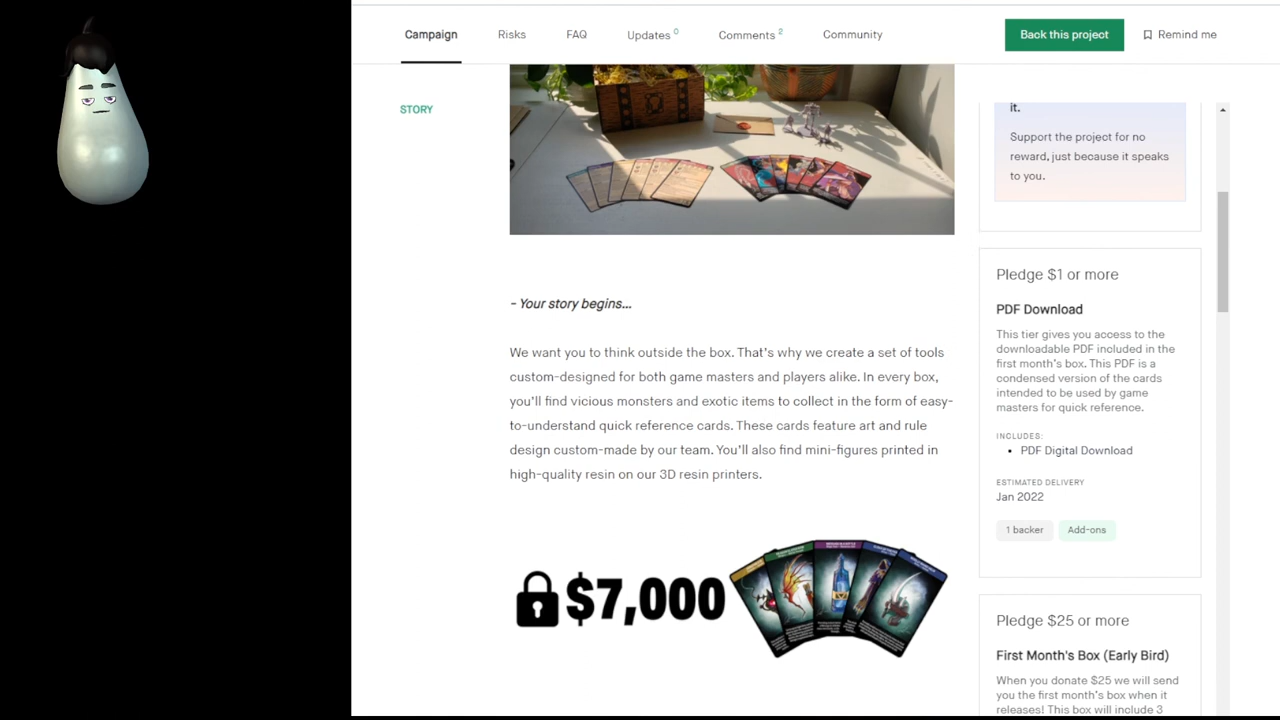 Campaign
Risks
FAQ
Updates 0
Comments 2
Community
Back this project
Remind me
STORY
- Your story begins...
We want you to think outside the box. That's why we create a set of tools
custom-designed for both game masters and players alike. In every box,
you'll find vicious monsters and exotic items to collect in the form of easy-
to-understand quick reference cards. These cards feature art and rule
design custom-made by our team. You'll also find mini-figures printed in
high-quality resin on our 3D resin printers.
$7,000
it.
Support the project for no
reward, just because it speaks
to you.
Pledge $1 or more
PDF Download
This tier gives you access to the
downloadable PDF included in the
first month's box. This PDF is a
condensed version of the cards
intended to be used by game
masters for quick reference.
INCLUDES:
• PDF Digital Download
ESTIMATED DELIVERY
Jan 2022
1 backer
Add-ons
Pledge $25 or more
First Month's Box (Early Bird)
When you donate $25 we will send
you the first month's box when it
releases! This box will include 3